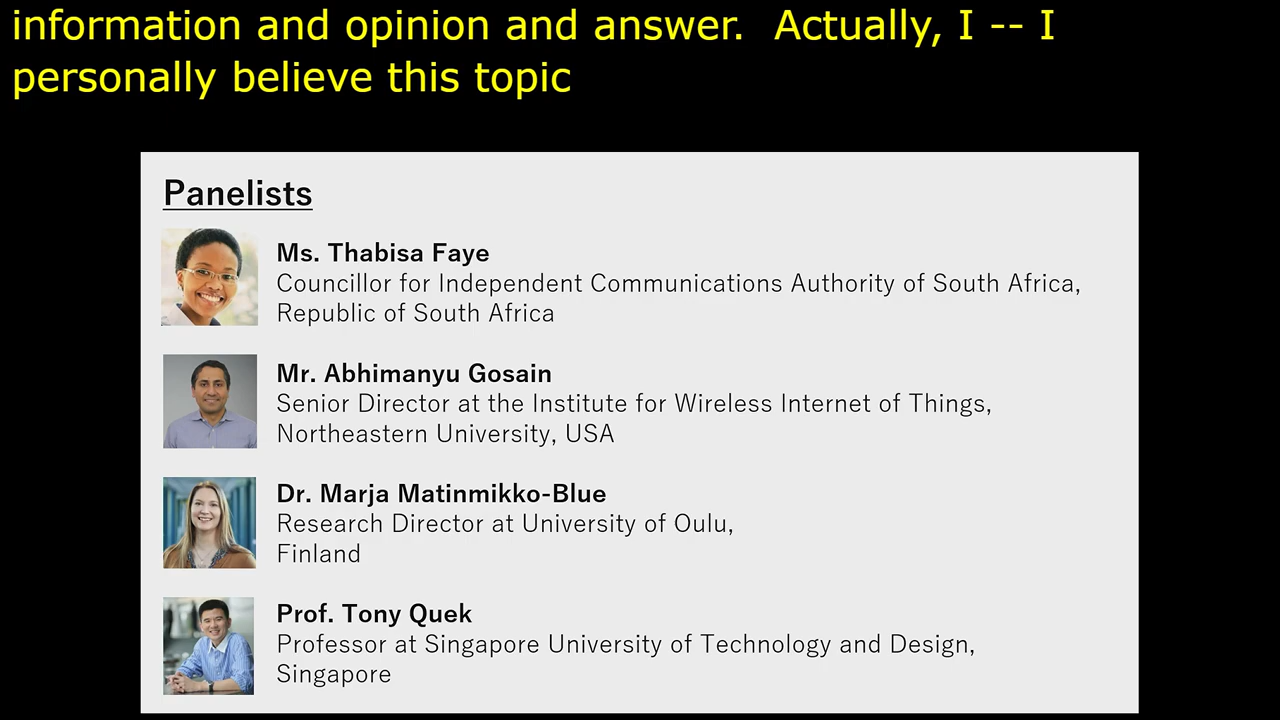 information and opinion and answer.  Actually, I -- I
personally believe this topic
Panelists
Ms. Thabisa Faye
Councillor for Independent Communications Authority of South Africa,
Republic of South Africa
Mr. Abhimanyu Gosain
Senior Director at the Institute for Wireless Internet of Things,
Northeastern University, USA
Dr. Marja Matinmikko-Blue
Research Director at University of Oulu,
Finland
Prof. Tony Quek
Professor at Singapore University of Technology and Design,
Singapore